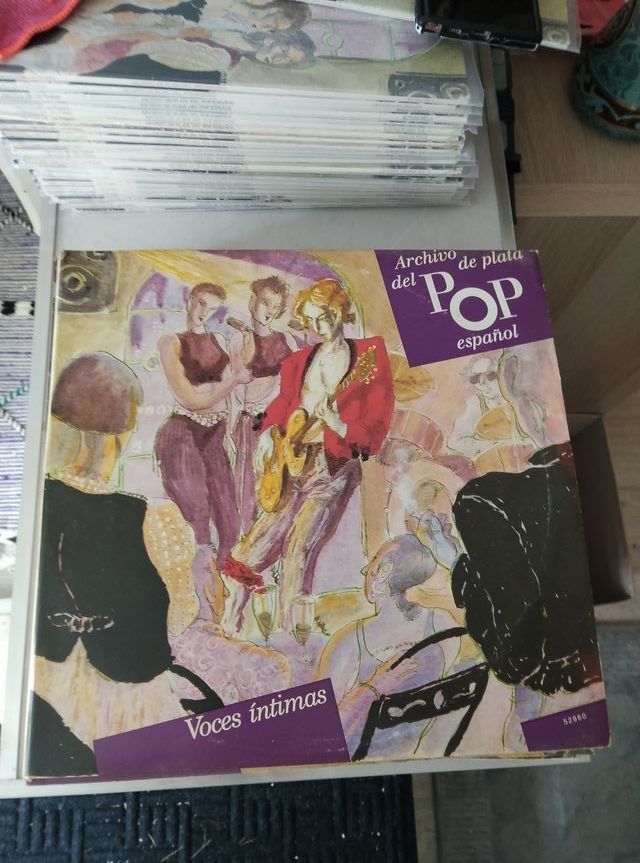 Archivo de plata
del POP
español
Voces íntimas
52860